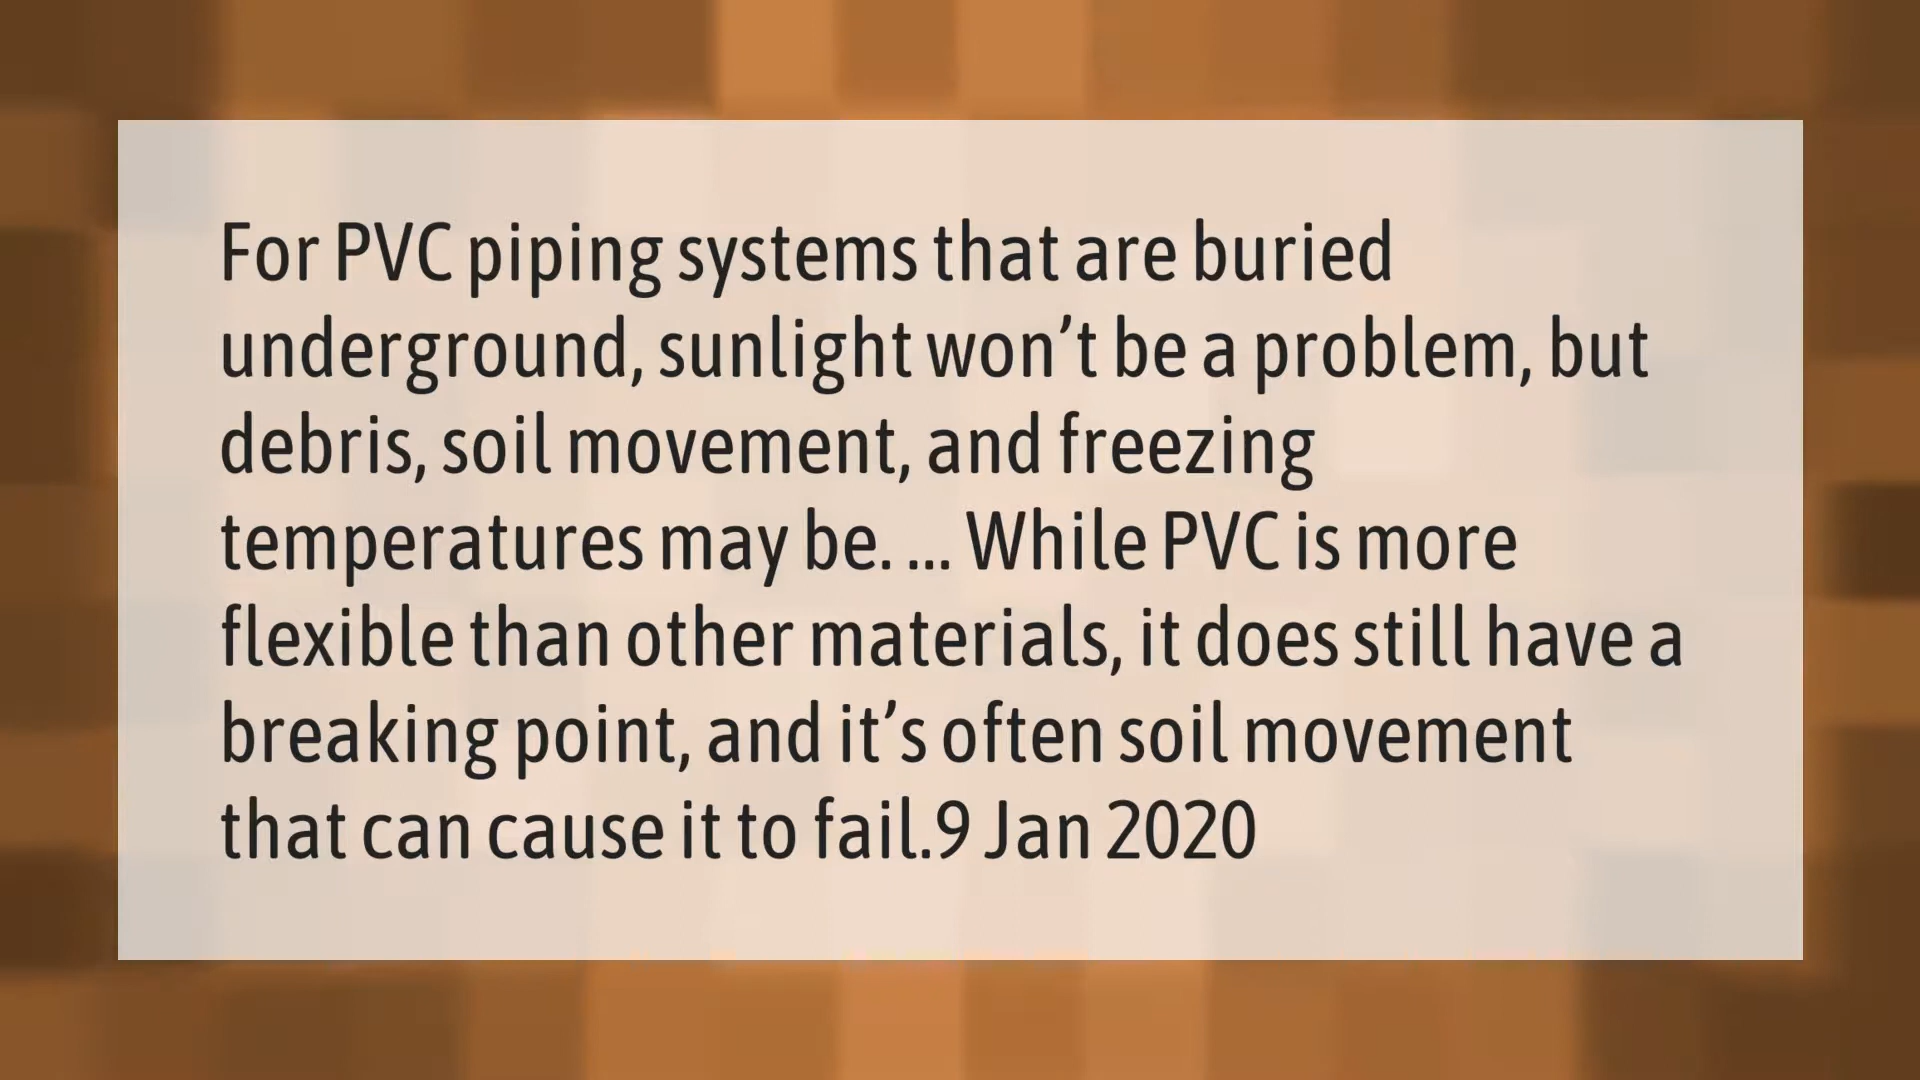 For PVC piping systems that are buried
underground, sunlight won’t be a problem, but
debris, soil movement, and freezing
temperatures may be. ... While PVC is more
flexible than other materials, it does still have a
breaking point, and it’s often soil movement
that can cause it to fail.9 Jan 2020